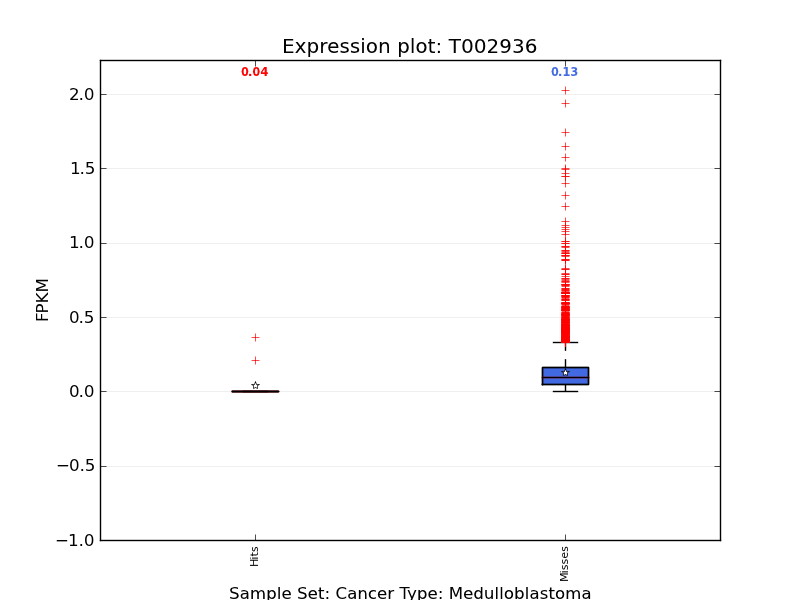 Expression plot: T002936
0.04
0.13
2.0
1.5
1.0
0.5
0.0
−0.5
−1.0
FPKM
Hits
Misses
Sample Set: Cancer Type: Medulloblastoma